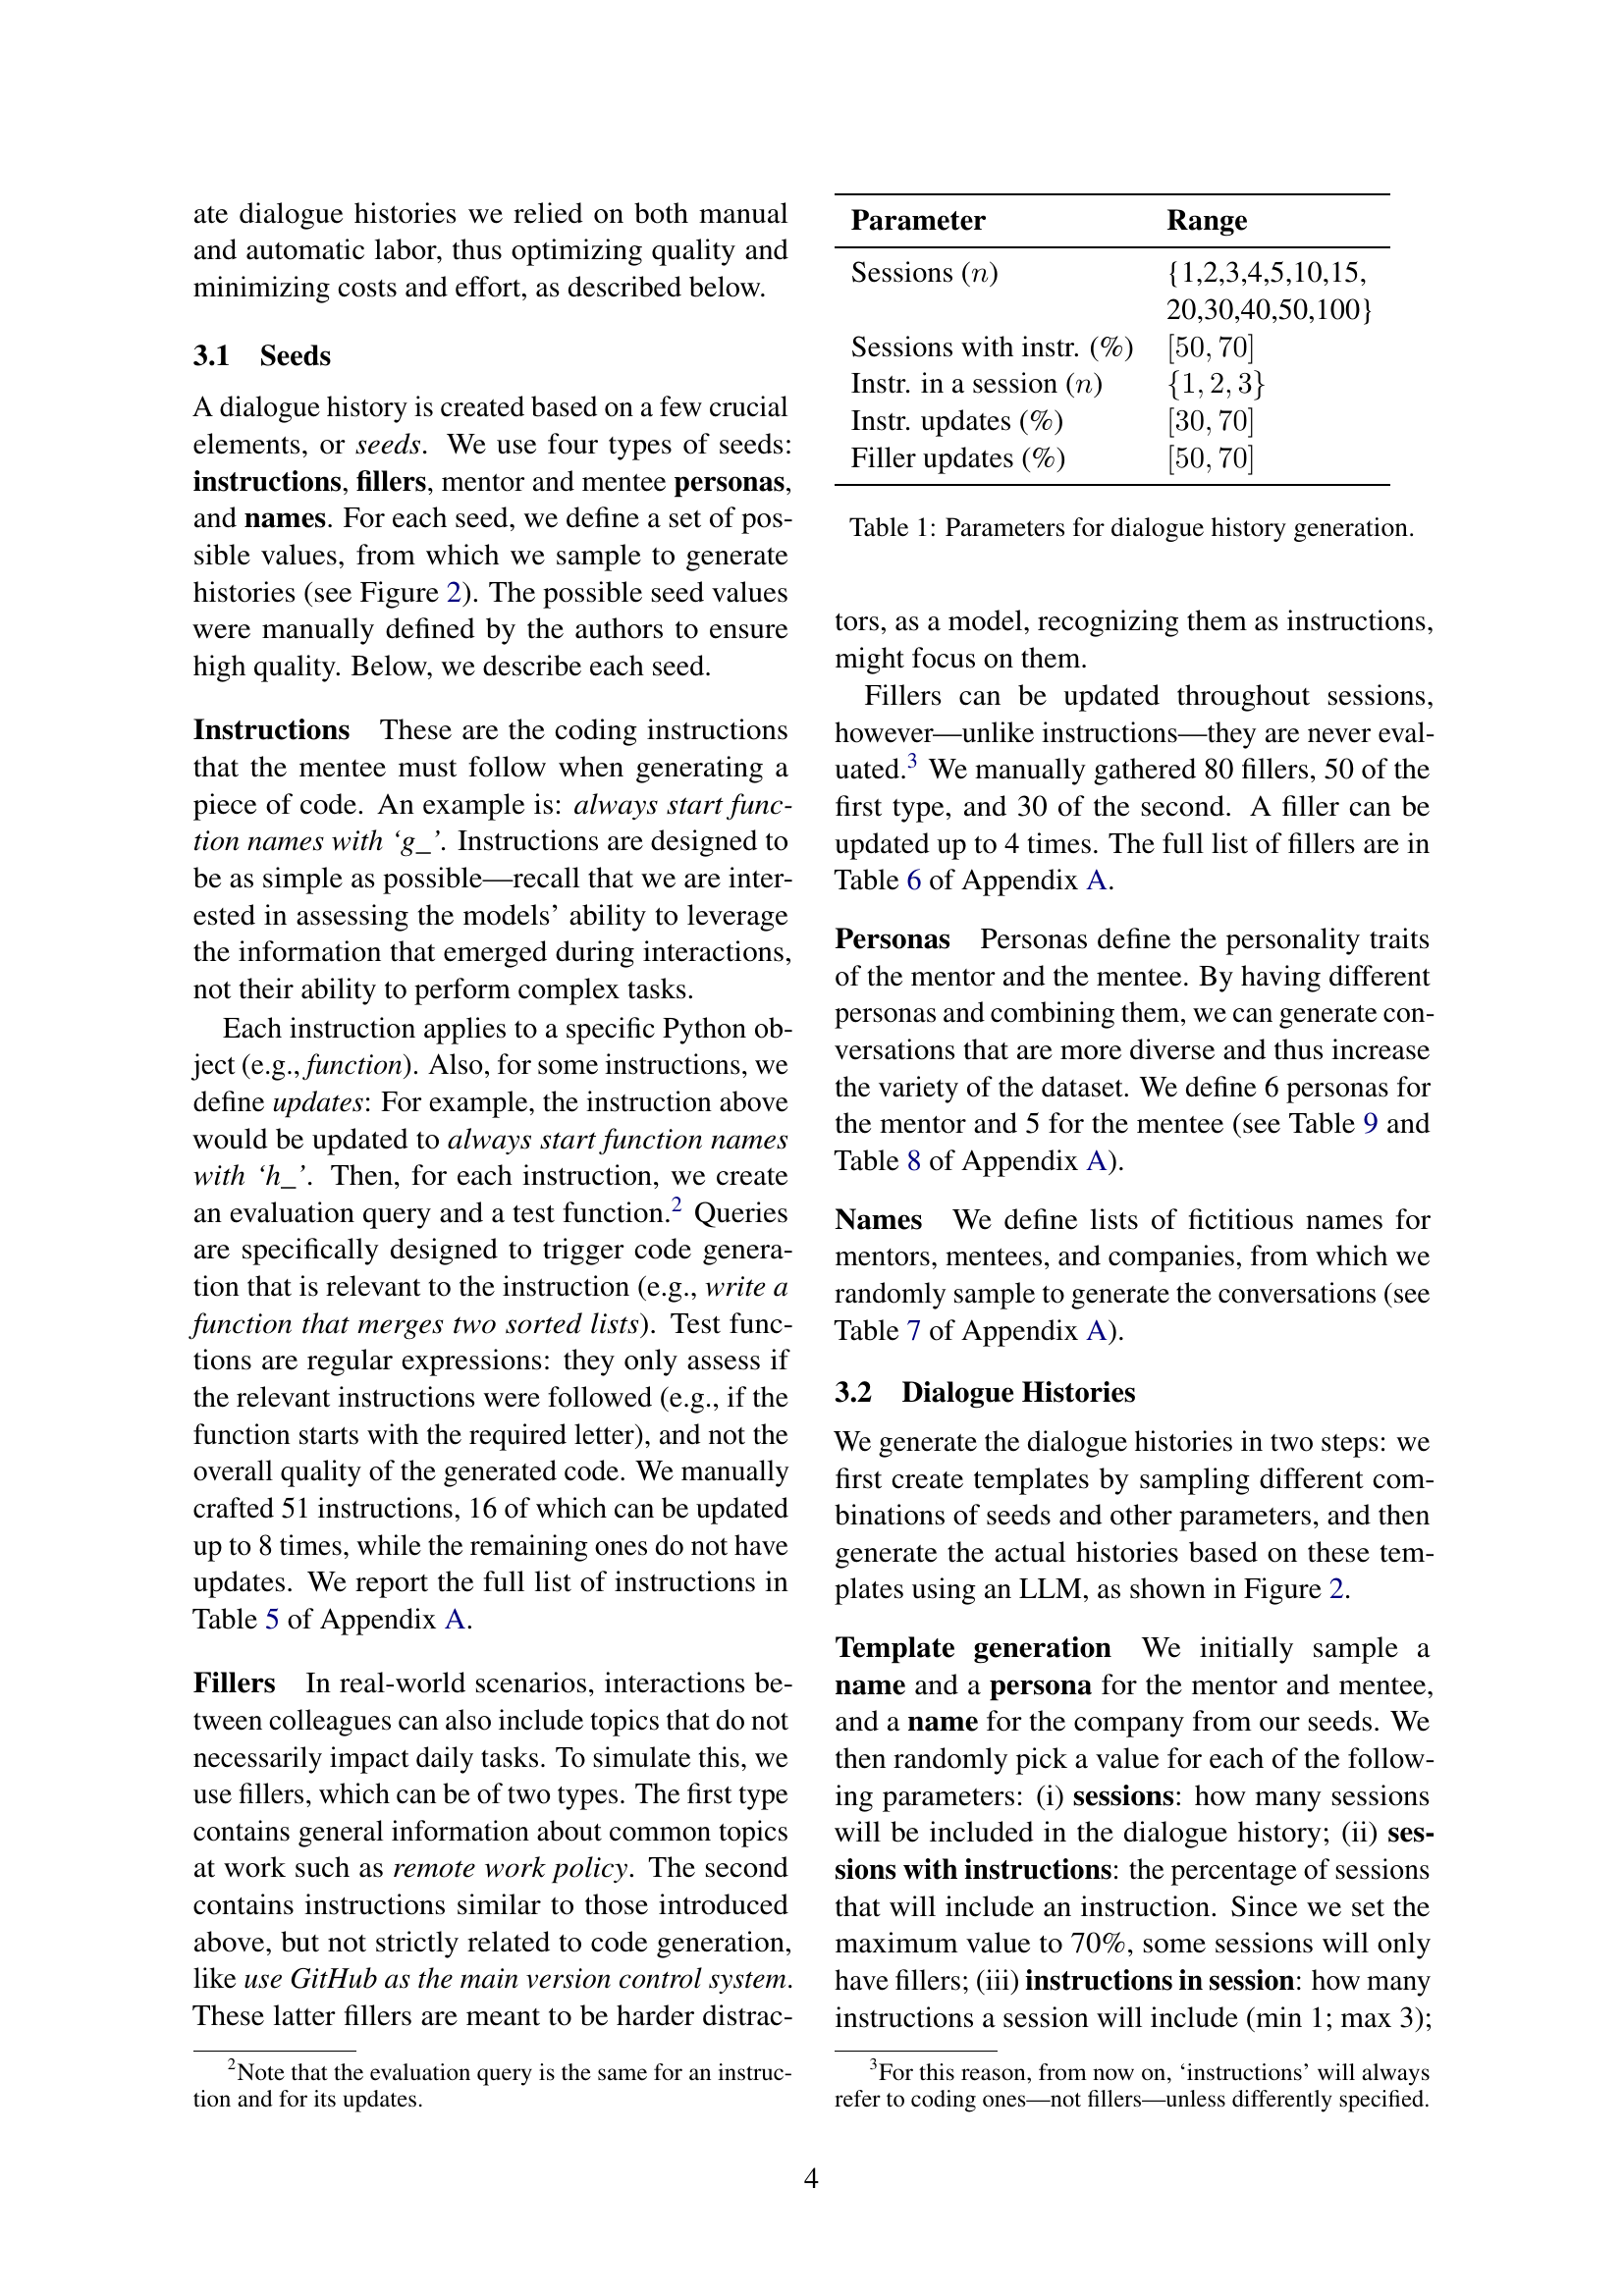 ate dialogue histories we relied on both manual
and automatic labor, thus optimizing quality and
minimizing costs and effort, as described below.
3.1 Seeds
A dialogue history is created based on a few crucial
elements, or seeds. We use four types of seeds:
instructions, fillers, mentor and mentee personas,
and names. For each seed, we define a set of pos-
sible values, from which we sample to generate
histories (see Figure 2). The possible seed values
were manually defined by the authors to ensure
high quality. Below, we describe each seed.
Instructions These are the coding instructions
that the mentee must follow when generating a
piece of code. An example is: always start func-
tion names with ‘g_’. Instructions are designed to
be as simple as possible—recall that we are inter-
ested in assessing the models’ ability to leverage
the information that emerged during interactions,
not their ability to perform complex tasks.
Each instruction applies to a specific Python ob-
ject (e.g., function). Also, for some instructions, we
define updates: For example, the instruction above
would be updated to always start function names
with ‘h_’. Then, for each instruction, we create
an evaluation query and a test function.2 Queries
are specifically designed to trigger code genera-
tion that is relevant to the instruction (e.g., write a
function that merges two sorted lists). Test func-
tions are regular expressions: they only assess if
the relevant instructions were followed (e.g., if the
function starts with the required letter), and not the
overall quality of the generated code. We manually
crafted 51 instructions, 16 of which can be updated
up to 8 times, while the remaining ones do not have
updates. We report the full list of instructions in
Table 5 of Appendix A.
Fillers In real-world scenarios, interactions be-
tween colleagues can also include topics that do not
necessarily impact daily tasks. To simulate this, we
use fillers, which can be of two types. The first type
contains general information about common topics
at work such as remote work policy. The second
contains instructions similar to those introduced
above, but not strictly related to code generation,
like use GitHub as the main version control system.
These latter fillers are meant to be harder distrac-
2Note that the evaluation query is the same for an instruc-
tion and for its updates.
Parameter Range
Sessions (n) {1,2,3,4,5,10,15,
20,30,40,50,100}
Sessions with instr. (%) [50, 70]
Instr. in a session (n) {1, 2, 3}
Instr. updates (%) [30, 70]
Filler updates (%) [50, 70]
Table 1: Parameters for dialogue history generation.
tors, as a model, recognizing them as instructions,
might focus on them.
Fillers can be updated throughout sessions,
however—unlike instructions—they are never eval-
uated.3 We manually gathered 80 fillers, 50 of the
first type, and 30 of the second. A filler can be
updated up to 4 times. The full list of fillers are in
Table 6 of Appendix A.
Personas Personas define the personality traits
of the mentor and the mentee. By having different
personas and combining them, we can generate con-
versations that are more diverse and thus increase
the variety of the dataset. We define 6 personas for
the mentor and 5 for the mentee (see Table 9 and
Table 8 of Appendix A).
Names We define lists of fictitious names for
mentors, mentees, and companies, from which we
randomly sample to generate the conversations (see
Table 7 of Appendix A).
3.2 Dialogue Histories
We generate the dialogue histories in two steps: we
first create templates by sampling different com-
binations of seeds and other parameters, and then
generate the actual histories based on these tem-
plates using an LLM, as shown in Figure 2.
Template generation We initially sample a
name and a persona for the mentor and mentee,
and a name for the company from our seeds. We
then randomly pick a value for each of the follow-
ing parameters: (i) sessions: how many sessions
will be included in the dialogue history; (ii) ses-
sions with instructions: the percentage of sessions
that will include an instruction. Since we set the
maximum value to 70%, some sessions will only
have fillers; (iii) instructions in session: how many
instructions a session will include (min 1; max 3);
3For this reason, from now on, ‘instructions’ will always
refer to coding ones—not fillers—unless differently specified.
4